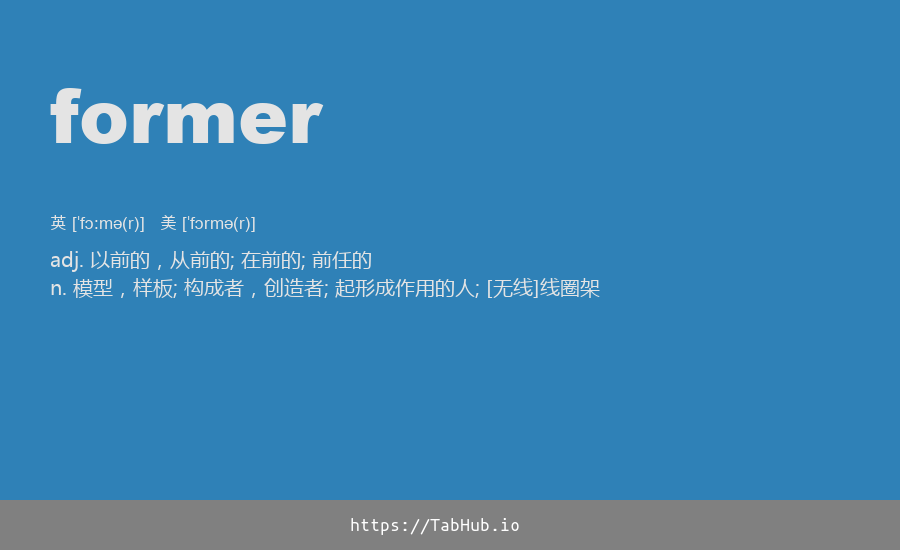 former
英 [ˈfɔːmə(r)] 美 [ˈfɔrmə(r)]
adj. 以前的，从前的; 在前的; 前任的
n. 模型，样板; 构成者，创造者; 起形成作用的人; [无线]线圈架
https://TabHub.io